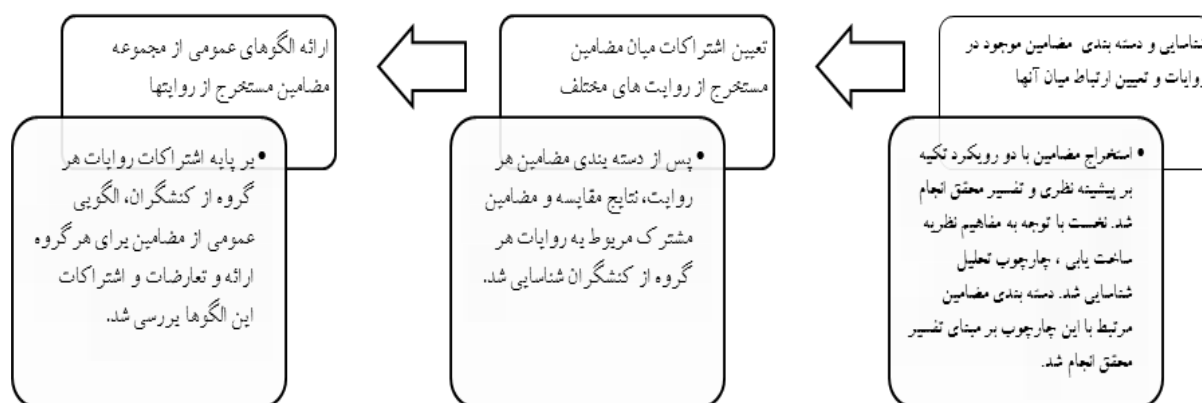 شناسایی و دسته بندی مضامین موجود در
روایات و تعیین ارتباط میان آنها
• استخراج مضامین با دو رویکرد تکیه
بر پیشینه نظری و تفسیر محقق انجام
شد. نخست با توجه به مفاهیم نظریه
ساخت یابی ، چارچوب تحلیل
شناسایی شد. دسته بندی مضامین
مرتبط با این چارچوب بر مبنای تفسیر
محقق انجام شد.
تعیین اشتراکات میان مضامین
مستخرج از روایت های مختلف
• پس از دسته بندی مضامین هر
روایت، نتایج مقایسه و مضامین
مشترک مربوط به روایات هر
گروه از کنشگران شناسایی شد.
ارائه الگوهای عمومی از مجموعه
مضامین مستخرج از روایتها
• بر پایه اشتراکات روایات هر
گروه از کنشگران، الگویی
عمومی از مضامین برای هر گروه
ارائه و تعارضات و اشتراکات
این الگوها بررسی شد.